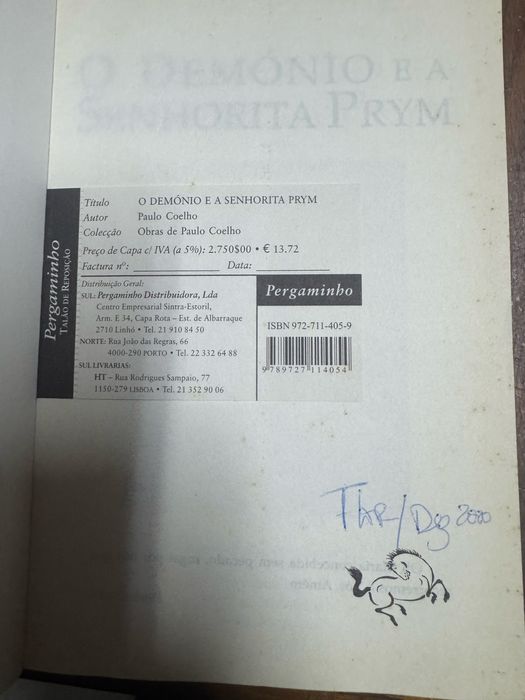 O DEMÓNIO E A
SENHORITA PRYM
Pergaminho
TALÃO DE REPOSIÇÃO
Título O DEMÓNIO E A SENHORITA PRYM
Autor Paulo Coelho
Colecção Obras de Paulo Coelho
Preço de Capa c/ IVA (a 5%): 2.750$00 • € 13.72
Factura nº: Data:
Distribuição Geral:
SUL: Pergaminho Distribuidora, Lda
Centro Empresarial Sintra-Estoril,
Arm. E 34, Capa Rota – Est. de Albarraque
2710 Linhó • Tel. 21 910 84 50
NORTE: Rua João das Regras, 66
4000-290 PORTO • Tel. 22 332 64 88
SUL LIVRARIAS:
HT – Rua Rodrigues Sampaio, 77
1150-279 LISBOA • Tel. 21 352 90 06
Pergaminho
ISBN 972-711-405-9
9789727114054
2000